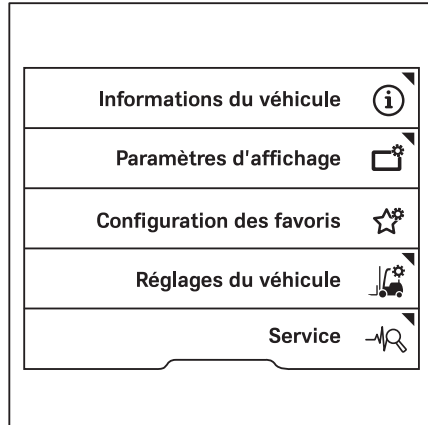 Informations du véhicule
Paramètres d'affichage
Configuration des favoris
Réglages du véhicule
Service